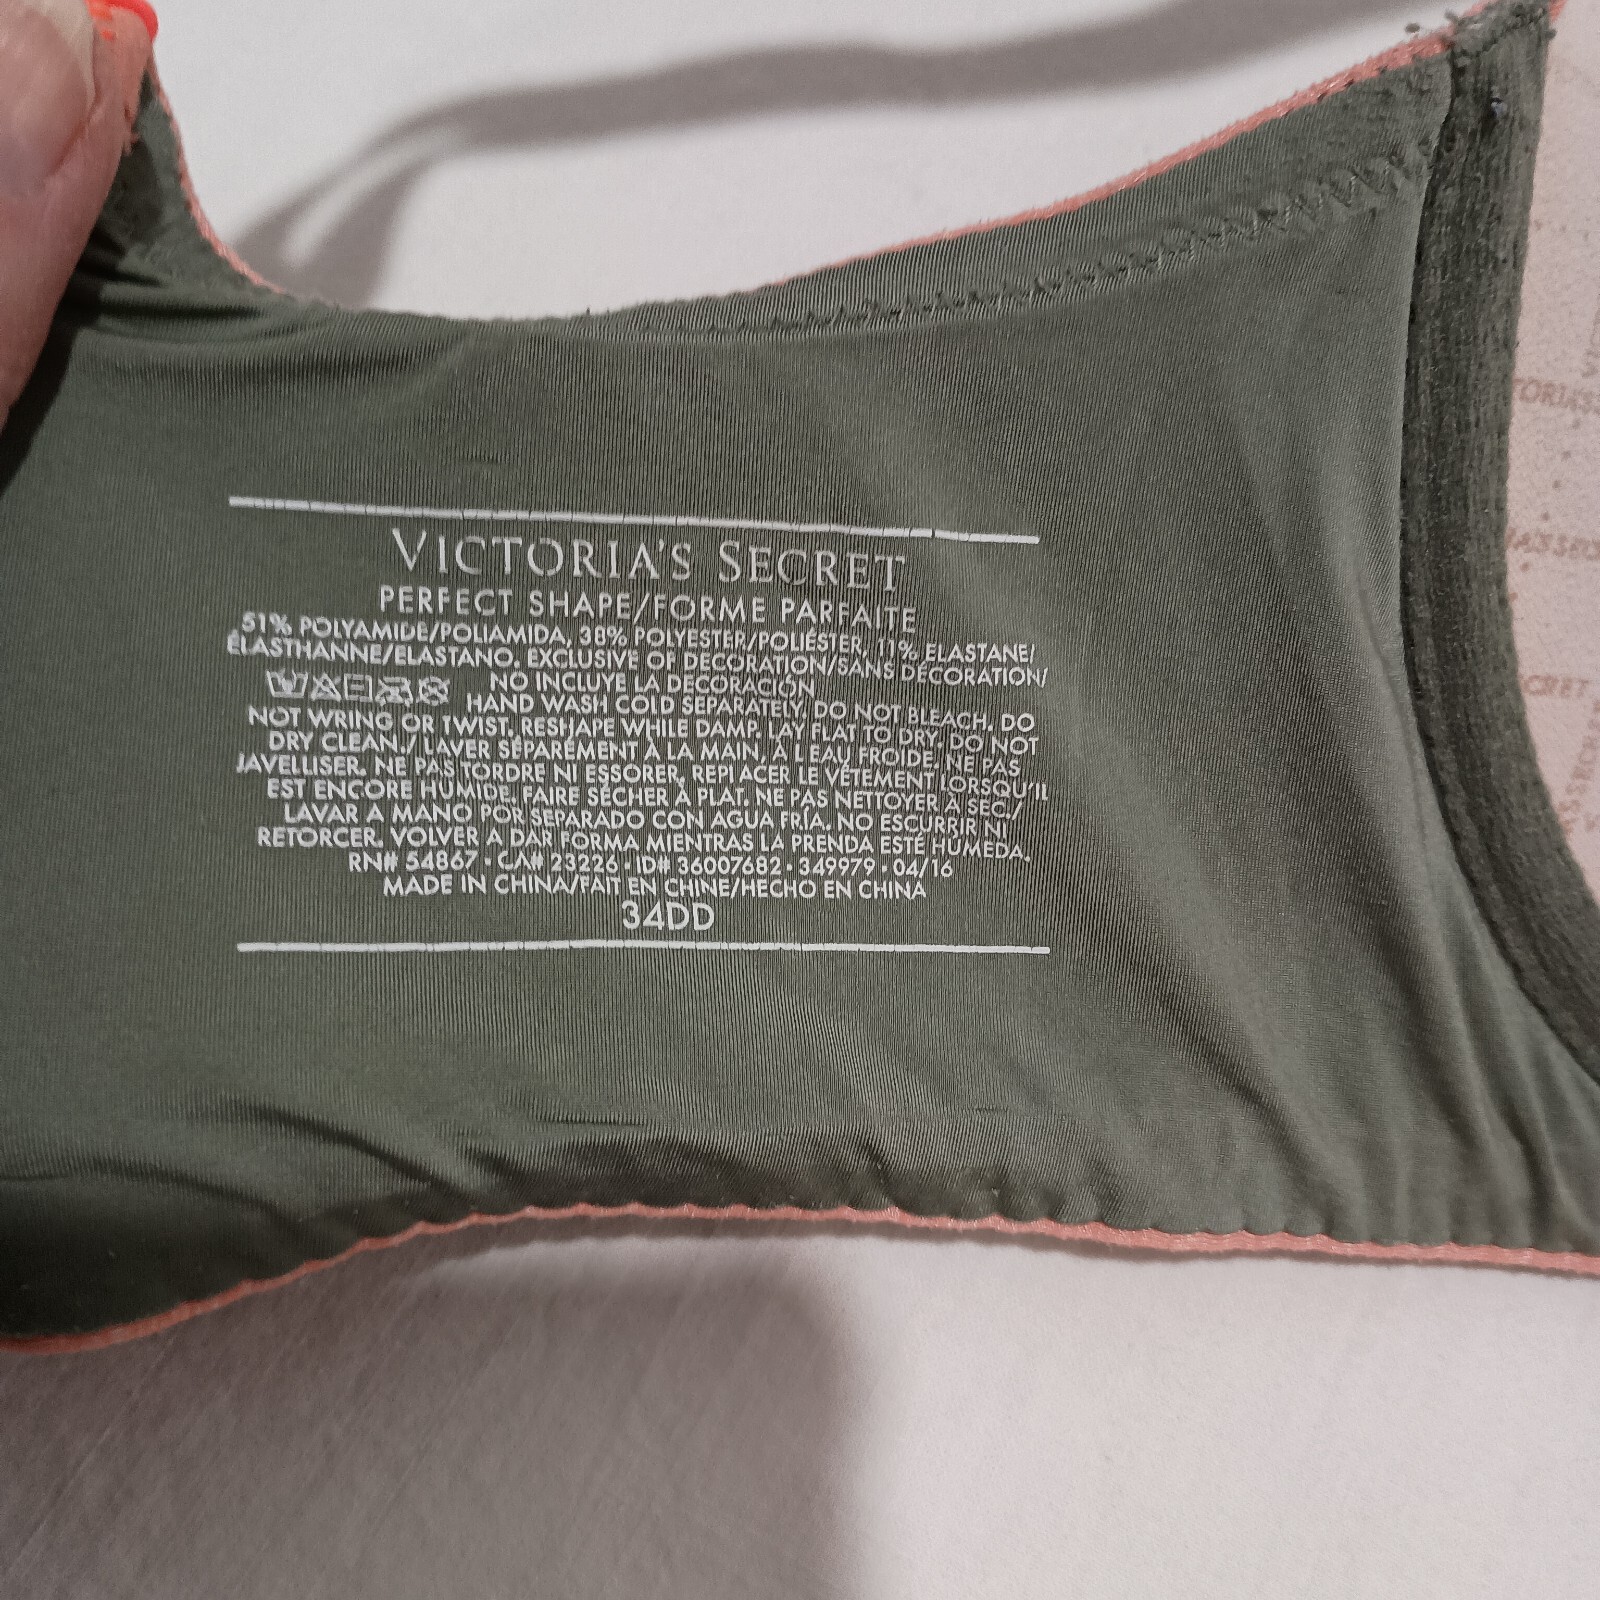 VICTORIA'S SECRET
PERFECT SHAPE/FORME PARFAITE
51% POLYAMIDE/POLIAMIDA, 38% POLYESTER/POLIÉSTER, 11% ELASTANE/
ÉLASTHANNE/ELASTANO. EXCLUSIVE OF DECORATION/SANS DÉCORATION/
NO INCLUYE LA DECORACIÓN
HAND WASH COLD SEPARATELY. DO NOT BLEACH. DO
NOT WRING OR TWIST. RESHAPE WHILE DAMP. LAY FLAT TO DRY. DO NOT
DRY CLEAN./ LAVER SÉPARÉMENT À LA MAIN, À L'EAU FROIDE, NE PAS
JAVELLISER. NE PAS TORDRE NI ESSORER, REPLACER LE VÊTEMENT LORSQU'IL
EST ENCORE HUMIDE. FAIRE SÉCHER À PLAT. NE PAS NETTOYER À SEC./
LAVAR A MANO POR SEPARADO CON AGUA FRÍA. NO ESCURRIR NI
RETORCER. VOLVER A DAR FORMA MIENTRAS LA PRENDA ESTÉ HÚMEDA.
RN# 54867 • CA# 23226 • ID# 36007682 • 349979 • 04/16
MADE IN CHINA/FAIT EN CHINE/HECHO EN CHINA
34DD